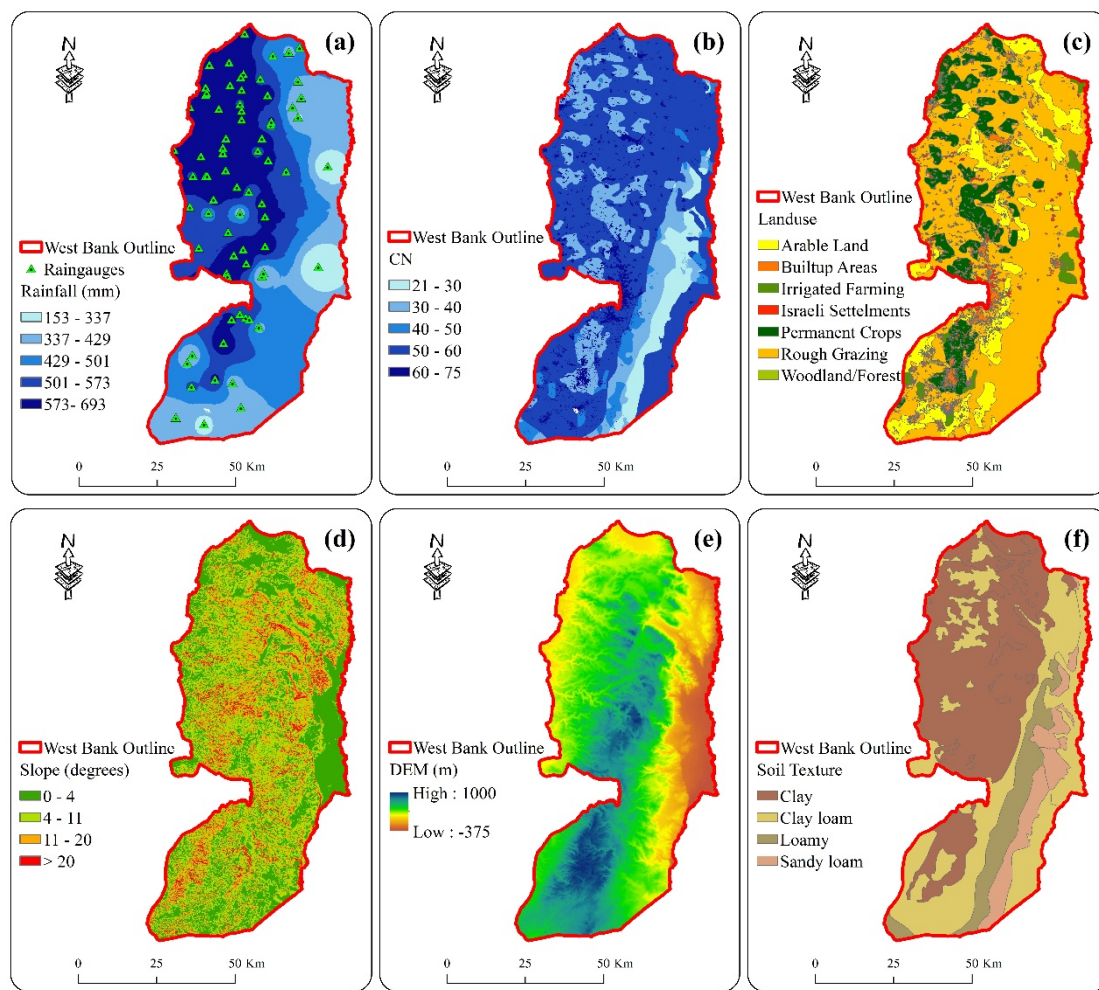 (a)
N
West Bank Outline
Raingauges
Rainfall (mm)
153 - 337
337 - 429
429 - 501
501 - 573
573- 693
0 25 50 Km
(b)
N
West Bank Outline
CN
21 - 30
30 - 40
40 - 50
50 - 60
60 - 75
0 25 50 Km
(c)
N
West Bank Outline
Landuse
Arable Land
Builtup Areas
Irrigated Farming
Israeli Settelments
Permanent Crops
Rough Grazing
Woodland/Forest
0 25 50 Km
(d)
N
West Bank Outline
Slope (degrees)
0 - 4
4 - 11
11 - 20
> 20
0 25 50 Km
(e)
N
West Bank Outline
DEM (m)
High : 1000
Low : -375
0 25 50 Km
(f)
N
West Bank Outline
Soil Texture
Clay
Clay loam
Loamy
Sandy loam
0 25 50 Km